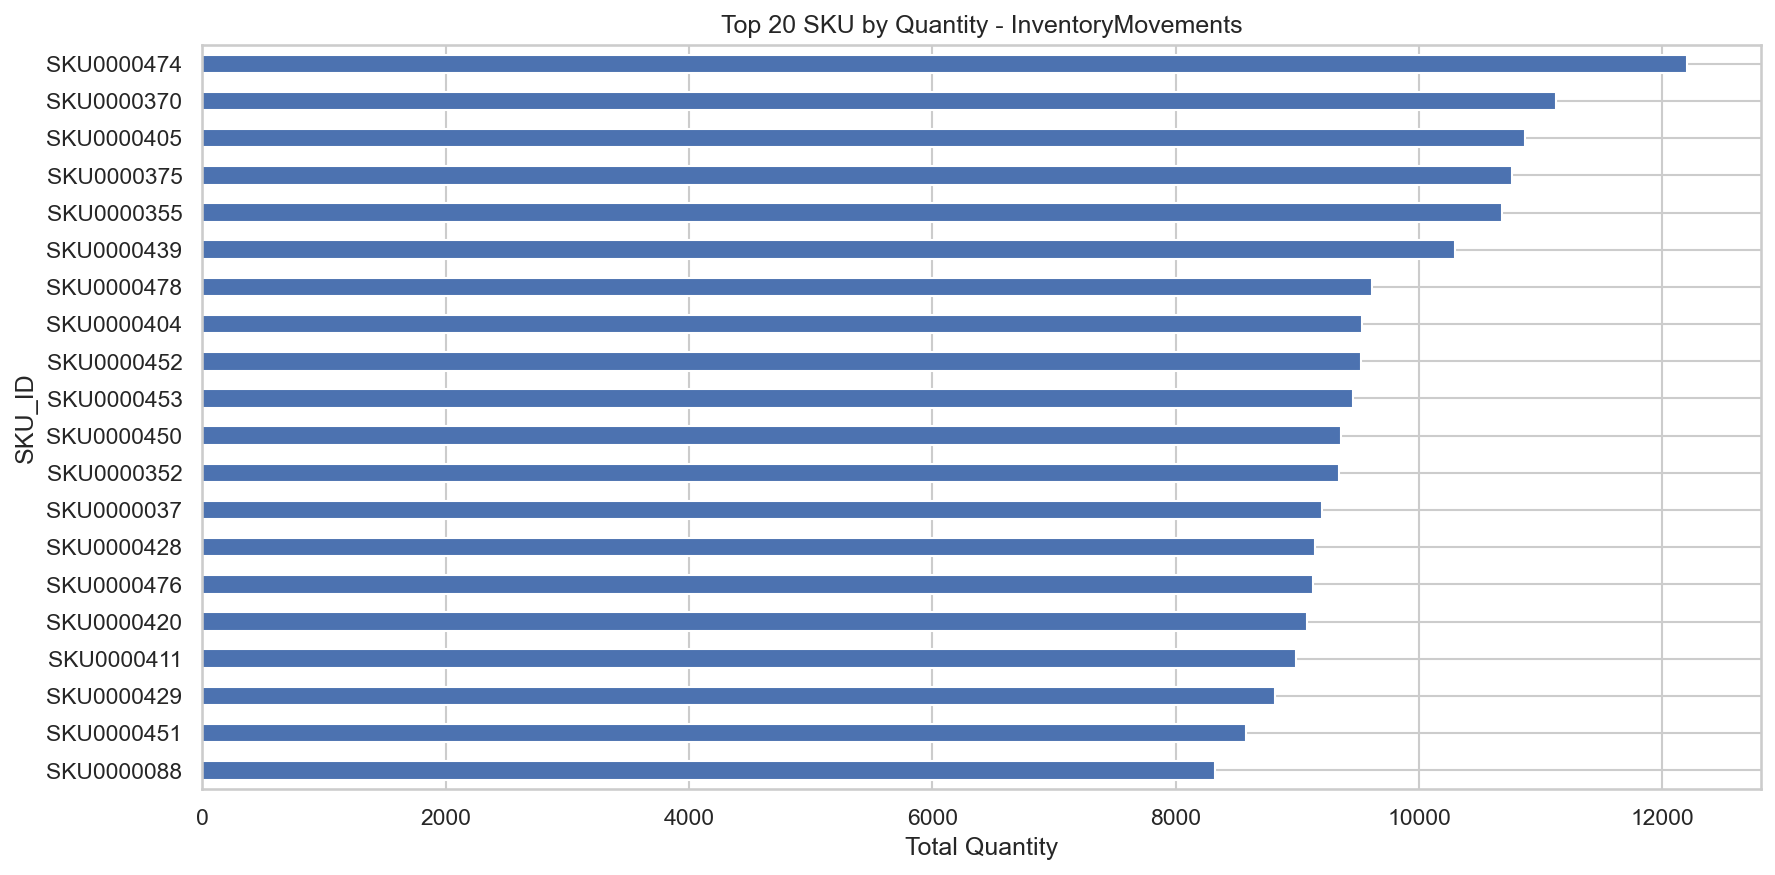 Top 20 SKU by Quantity - InventoryMovements
SKU_ID
SKU0000474
SKU0000370
SKU0000405
SKU0000375
SKU0000355
SKU0000439
SKU0000478
SKU0000404
SKU0000452
SKU0000453
SKU0000450
SKU0000352
SKU0000037
SKU0000428
SKU0000476
SKU0000420
SKU0000411
SKU0000429
SKU0000451
SKU0000088
0 2000 4000 6000 8000 10000 12000
Total Quantity